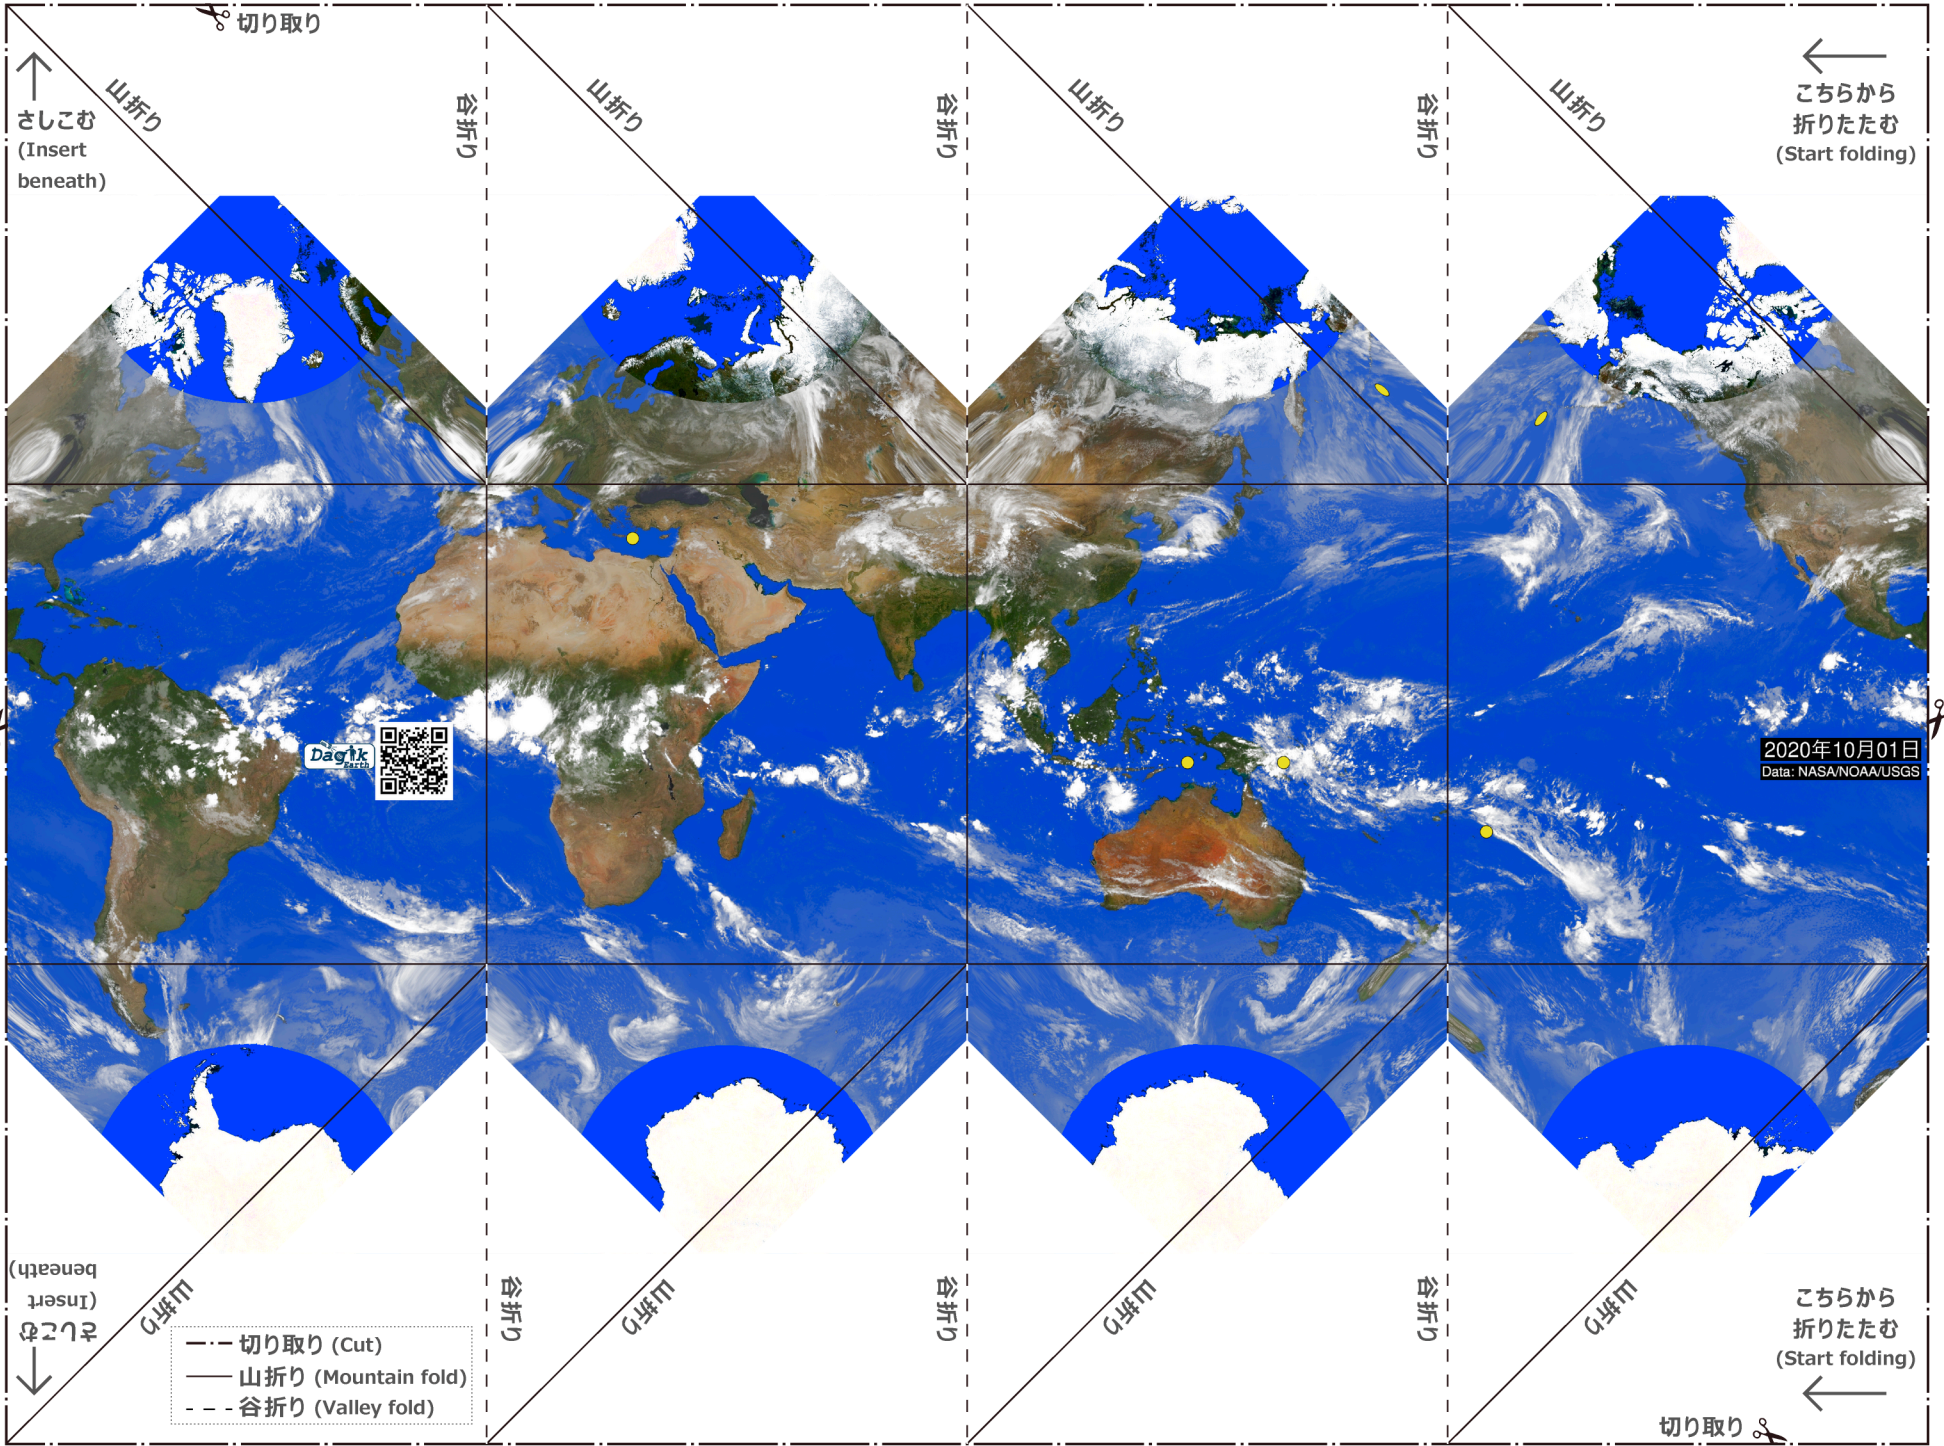 切り取り
山折り
谷折り
山折り
谷折り
山折り
谷折り
山折り
さしこむ
(Insert
beneath)
こちらから
折りたたむ
(Start folding)
Dagik
Earth
2020年10月01日
Data: NASA/NOAA/USGS
さしこむ
(Insert
beneath)
山折り
谷折り
山折り
谷折り
山折り
谷折り
山折り
こちらから
折りたたむ
(Start folding)
切り取り (Cut)
山折り (Mountain fold)
谷折り (Valley fold)
切り取り